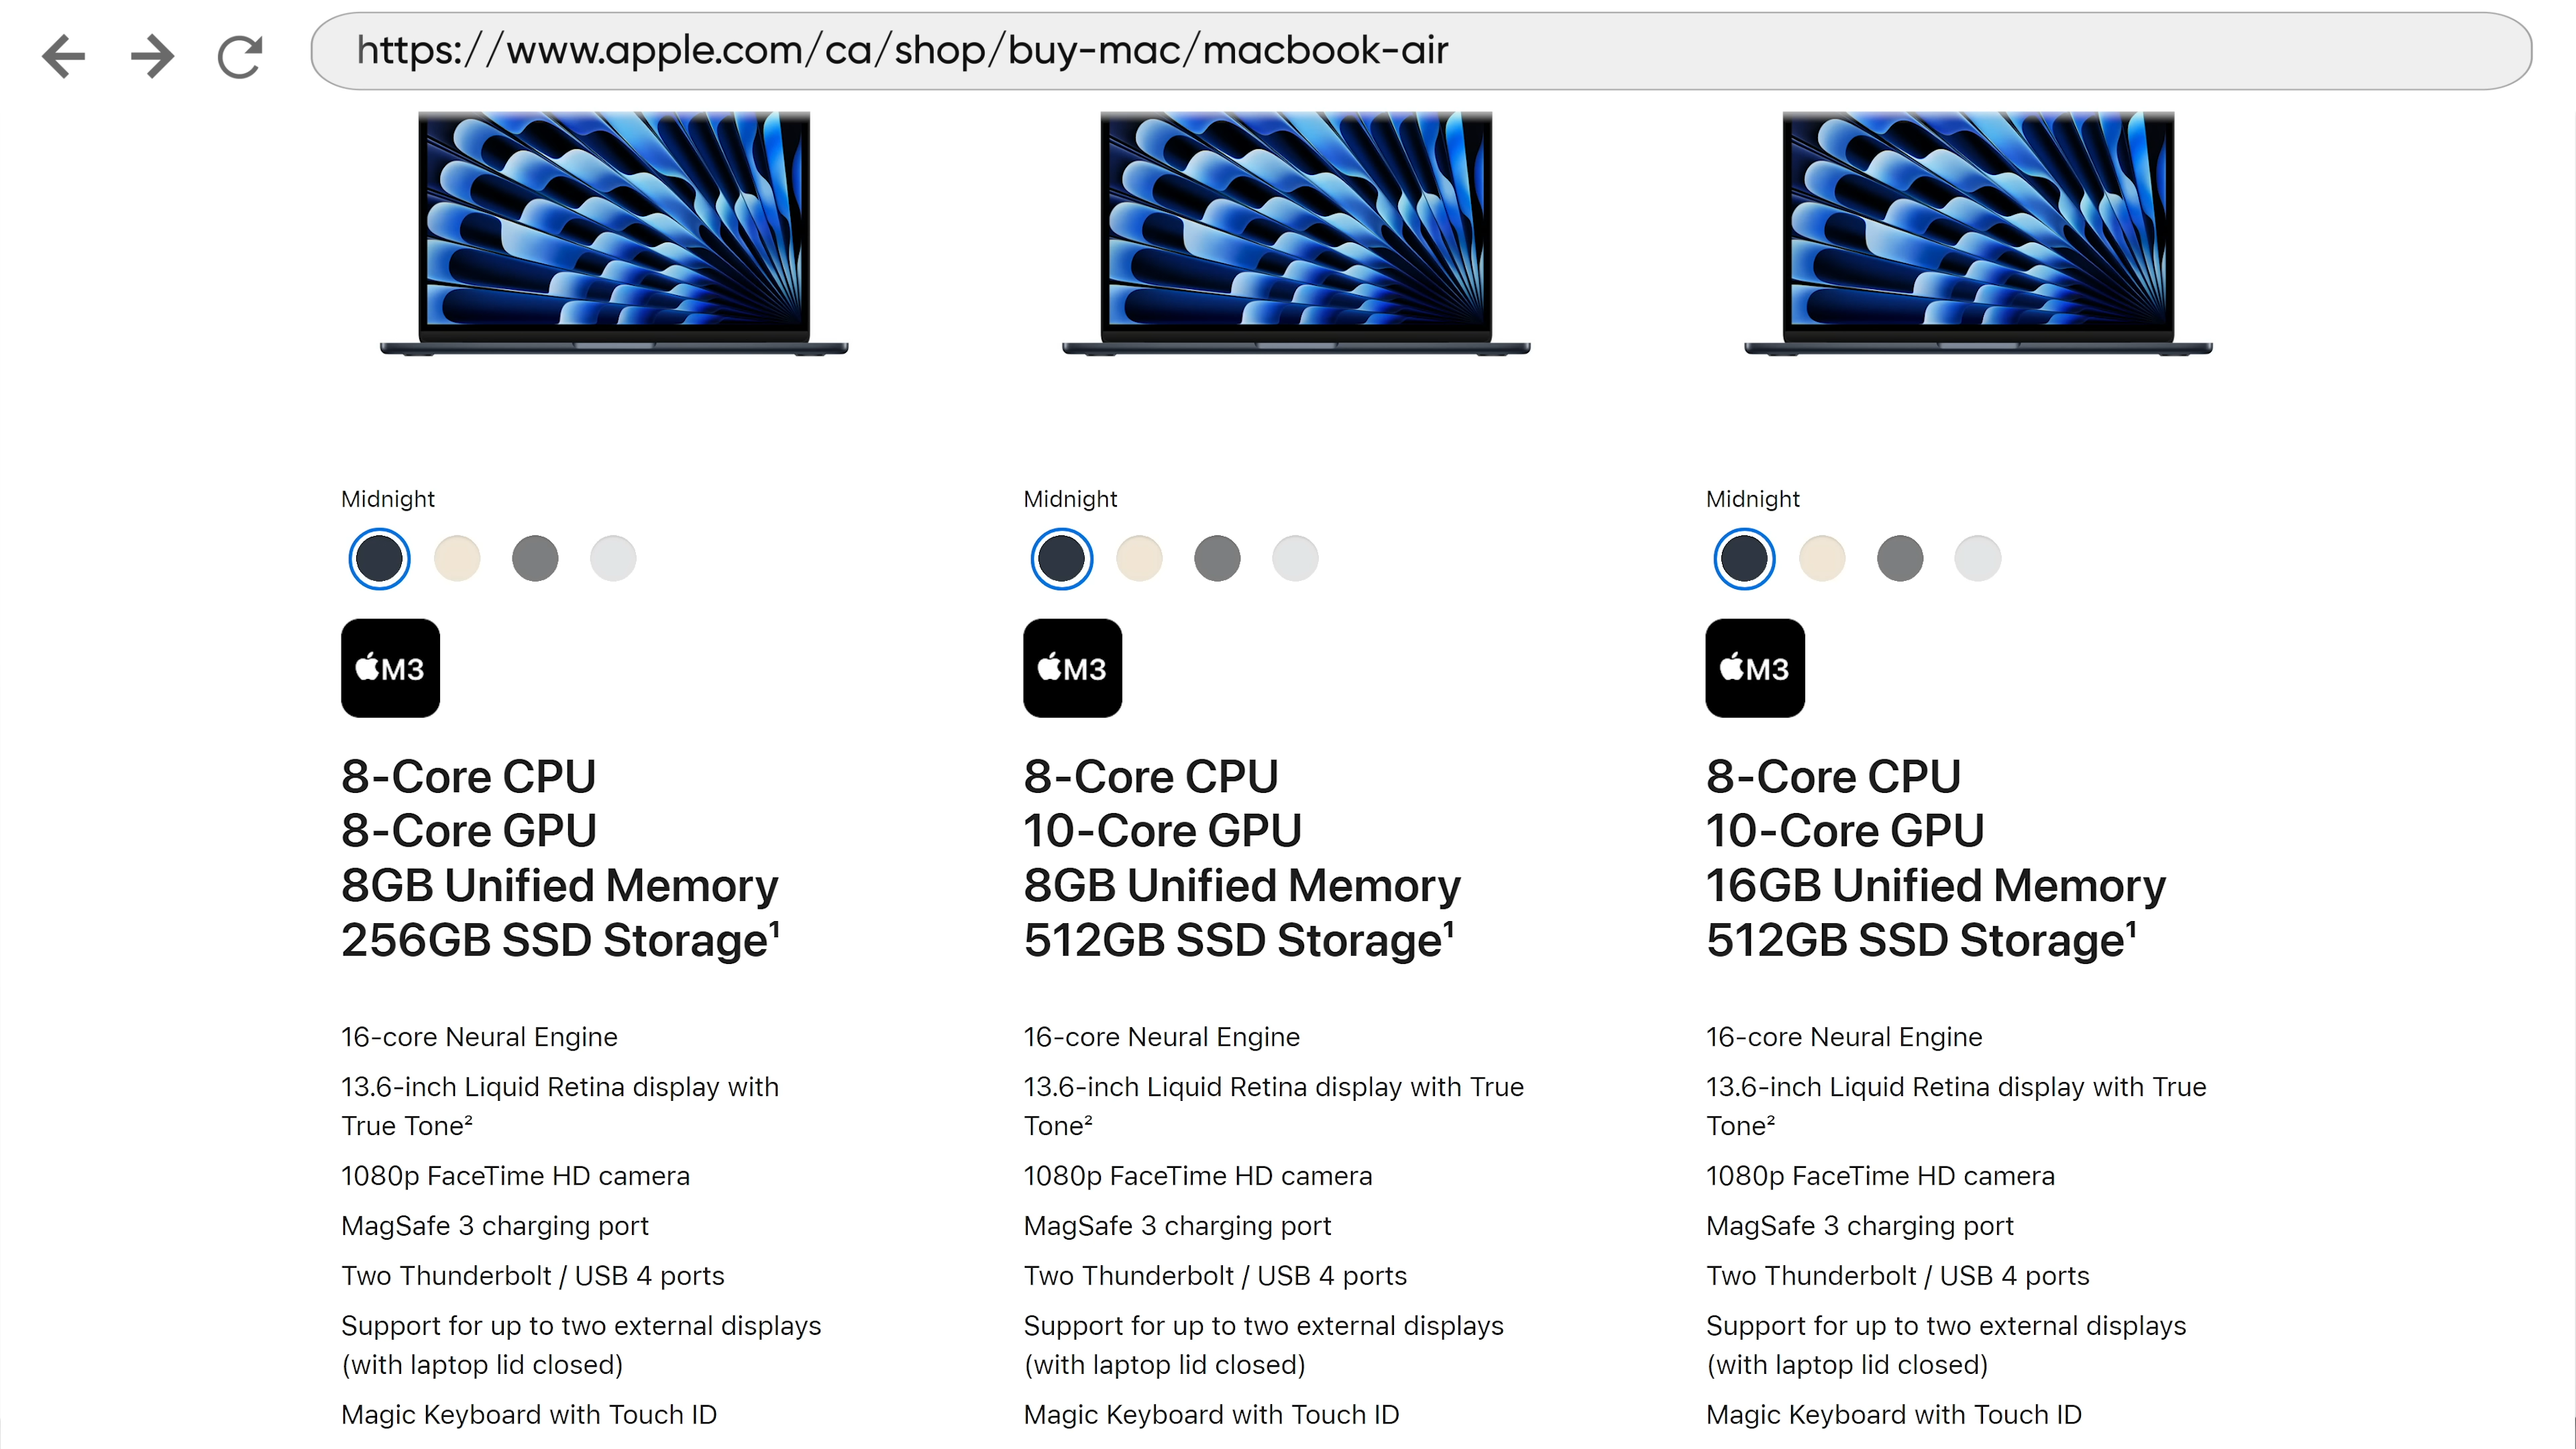 https://www.apple.com/ca/shop/buy-mac/macbook-air
Midnight
M3
8-Core CPU
8-Core GPU
8GB Unified Memory
256GB SSD Storage¹
16-core Neural Engine
13.6-inch Liquid Retina display with
True Tone²
1080p FaceTime HD camera
MagSafe 3 charging port
Two Thunderbolt / USB 4 ports
Support for up to two external displays
(with laptop lid closed)
Magic Keyboard with Touch ID
Midnight
M3
8-Core CPU
10-Core GPU
8GB Unified Memory
512GB SSD Storage¹
16-core Neural Engine
13.6-inch Liquid Retina display with True
Tone²
1080p FaceTime HD camera
MagSafe 3 charging port
Two Thunderbolt / USB 4 ports
Support for up to two external displays
(with laptop lid closed)
Magic Keyboard with Touch ID
Midnight
M3
8-Core CPU
10-Core GPU
16GB Unified Memory
512GB SSD Storage¹
16-core Neural Engine
13.6-inch Liquid Retina display with True
Tone²
1080p FaceTime HD camera
MagSafe 3 charging port
Two Thunderbolt / USB 4 ports
Support for up to two external displays
(with laptop lid closed)
Magic Keyboard with Touch ID